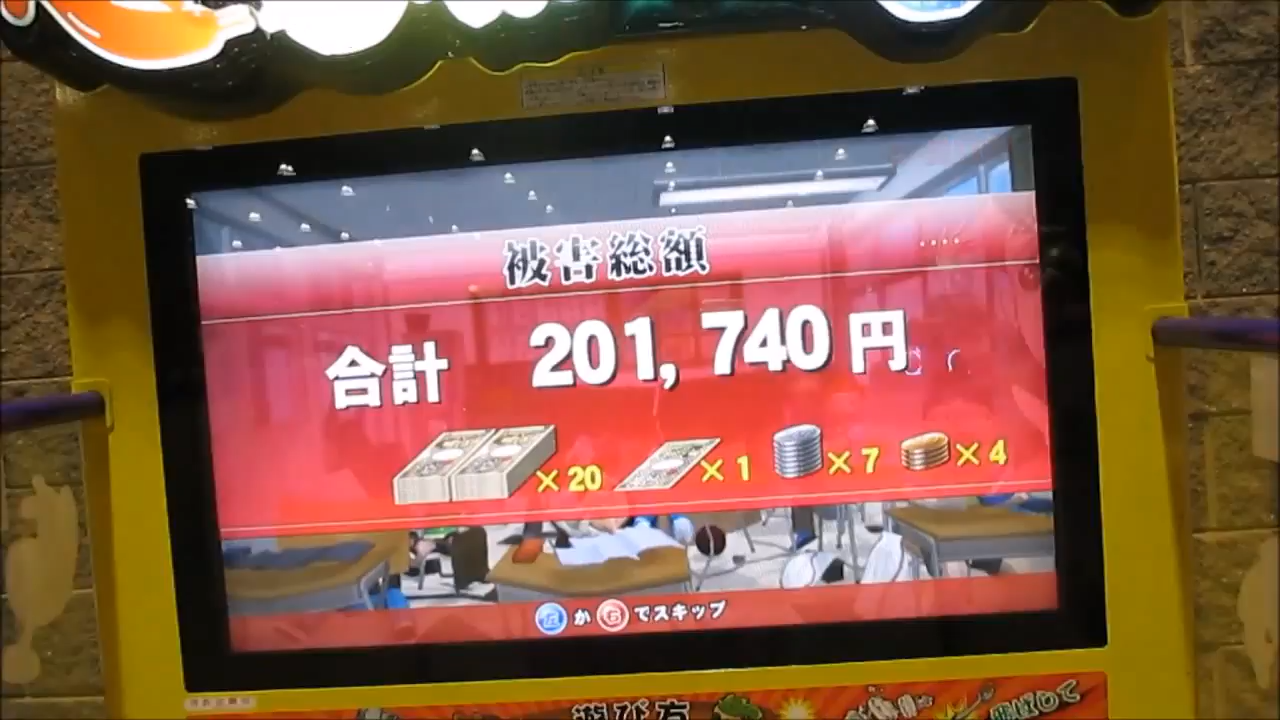 被害総額
合計 201,740円
×20 ×1 ×7 ×4
か でスキップ
遊び方